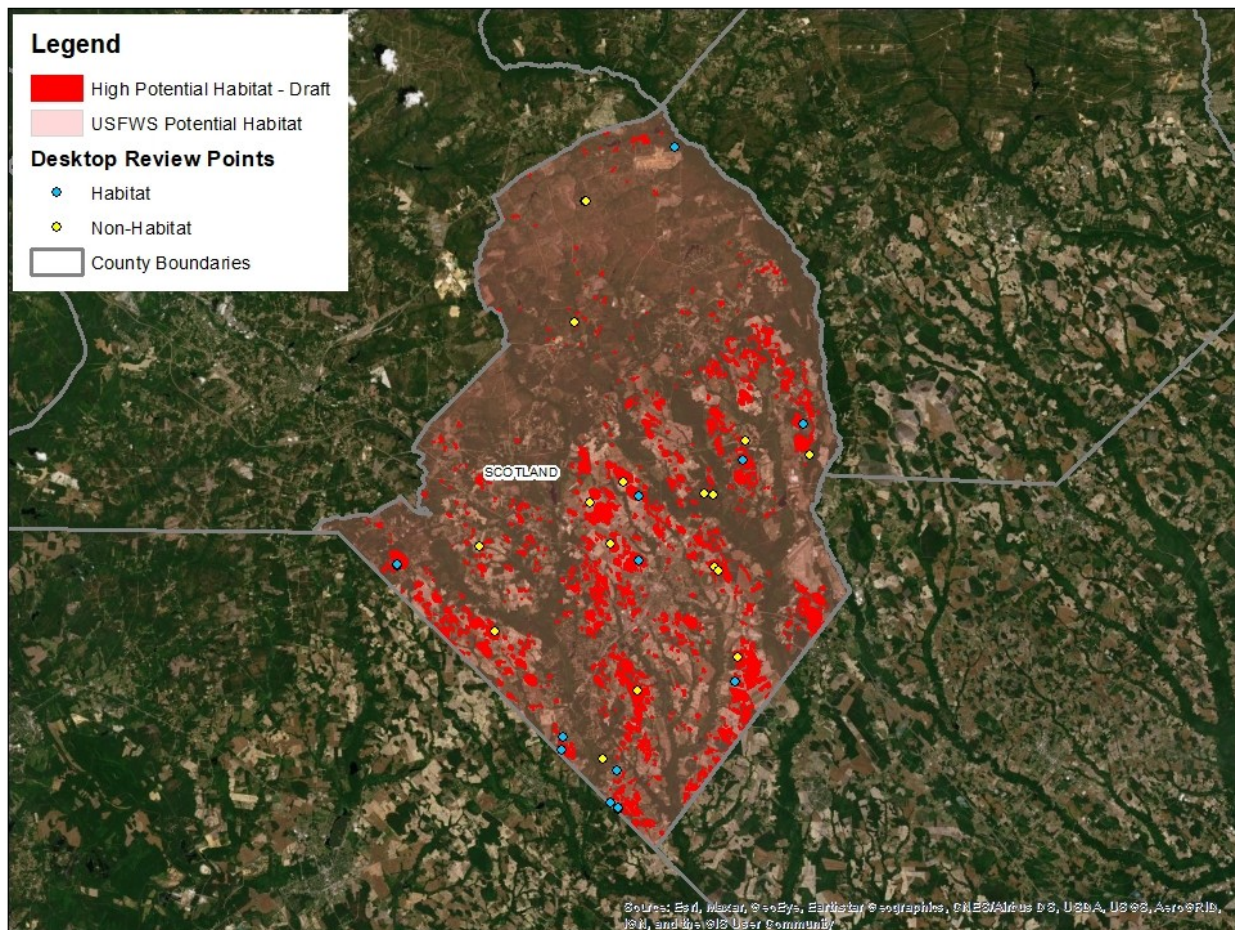 Legend
High Potential Habitat - Draft
USFWS Potential Habitat
Desktop Review Points
Habitat
Non-Habitat
County Boundaries
SCOTLAND
Source: Esri, Maxar, GeoEye, Earthstar Geographics, CNES/Airbus DS, USDA, USGS, AeroGRID,
IGN, and the GIS User Community